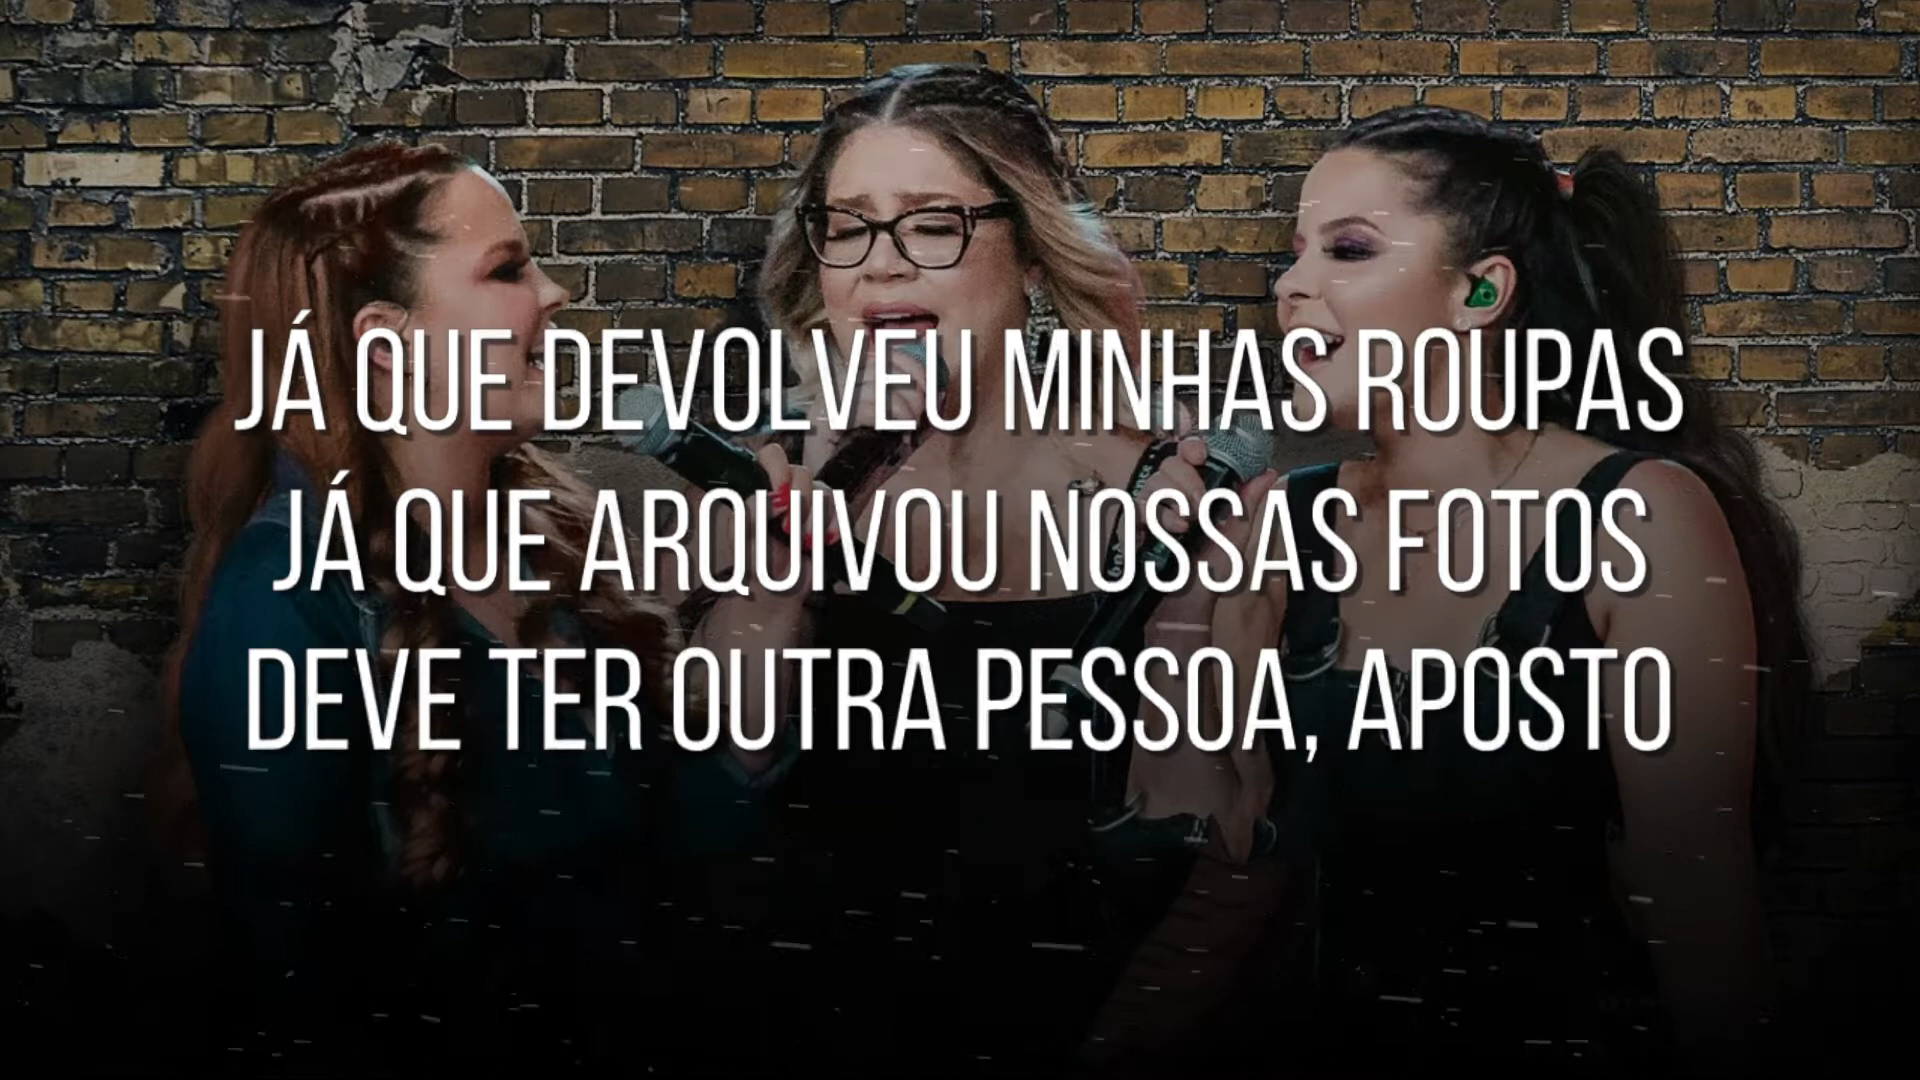 JÁ QUE DEVOLVEU MINHAS ROUPAS
JÁ QUE ARQUIVOU NOSSAS FOTOS
DEVE TER OUTRA PESSOA, APOSTO